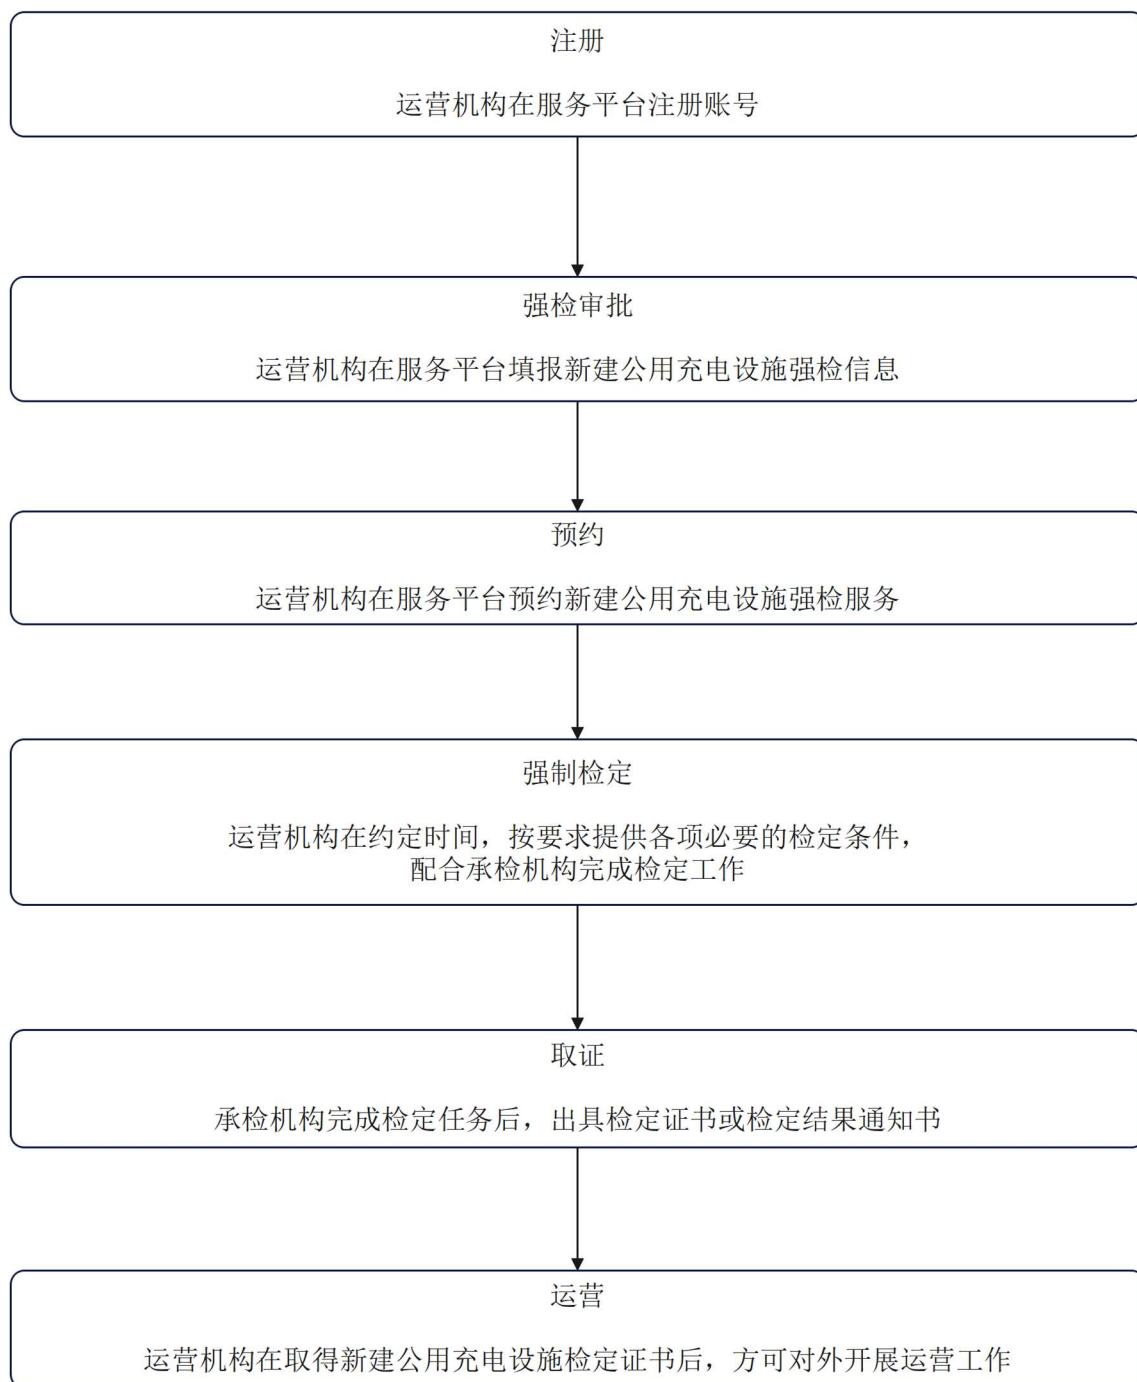 注册
运营机构在服务平台注册账号
强检审批
运营机构在服务平台填报新建公用充电设施强检信息
预约
运营机构在服务平台预约新建公用充电设施强检服务
强制检定
运营机构在约定时间，按要求提供各项必要的检定条件，
配合承检机构完成检定工作
取证
承检机构完成检定任务后，出具检定证书或检定结果通知书
运营
运营机构在取得新建公用充电设施检定证书后，方可对外开展运营工作